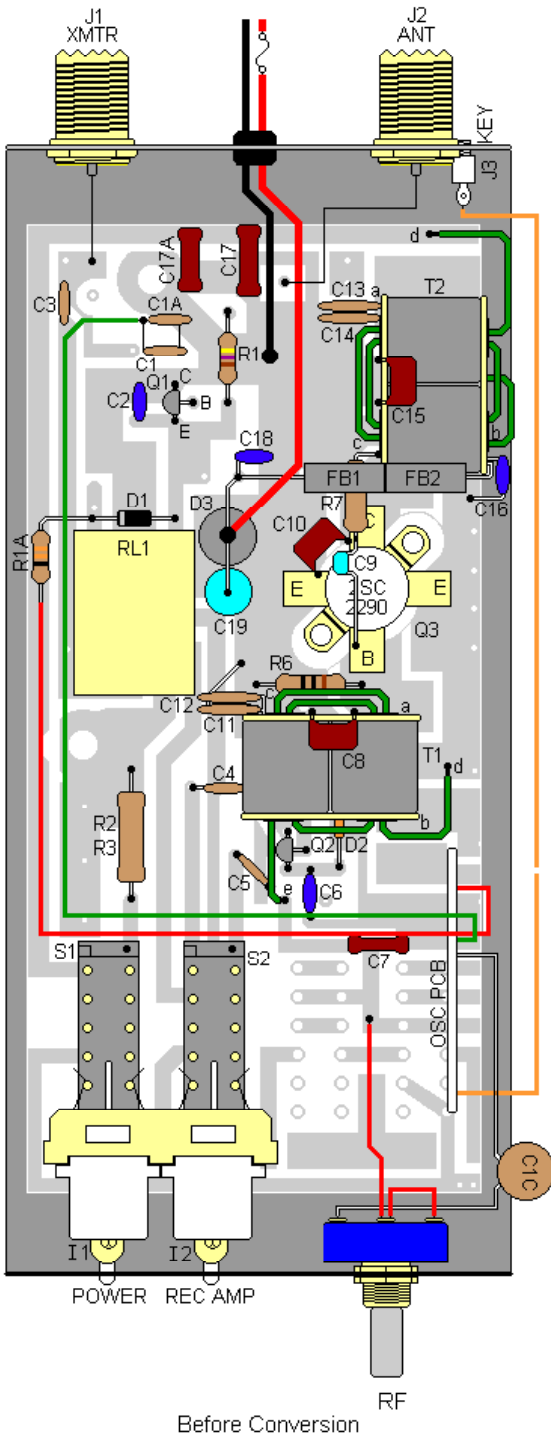 J1
XMTR
J2
ANT
KEY
J3
C17A
C17
d
C3
C1A
C1
C13
a
C14
T2
R1
Q1
C
C2
B
E
C15
b
C18
c
FB1
FB2
R7
C16
D1
D3
C10
C
C9
R1A
RL1
E
2SC
2290
E
C19
Q3
B
R6
C12
c
C11
a
C8
T1
d
C4
b
R2
R3
Q2
D2
C5
e
C6
S1
S2
C7
OSC PCB
C1C
I1
I2
POWER
REC AMP
RF
Before Conversion